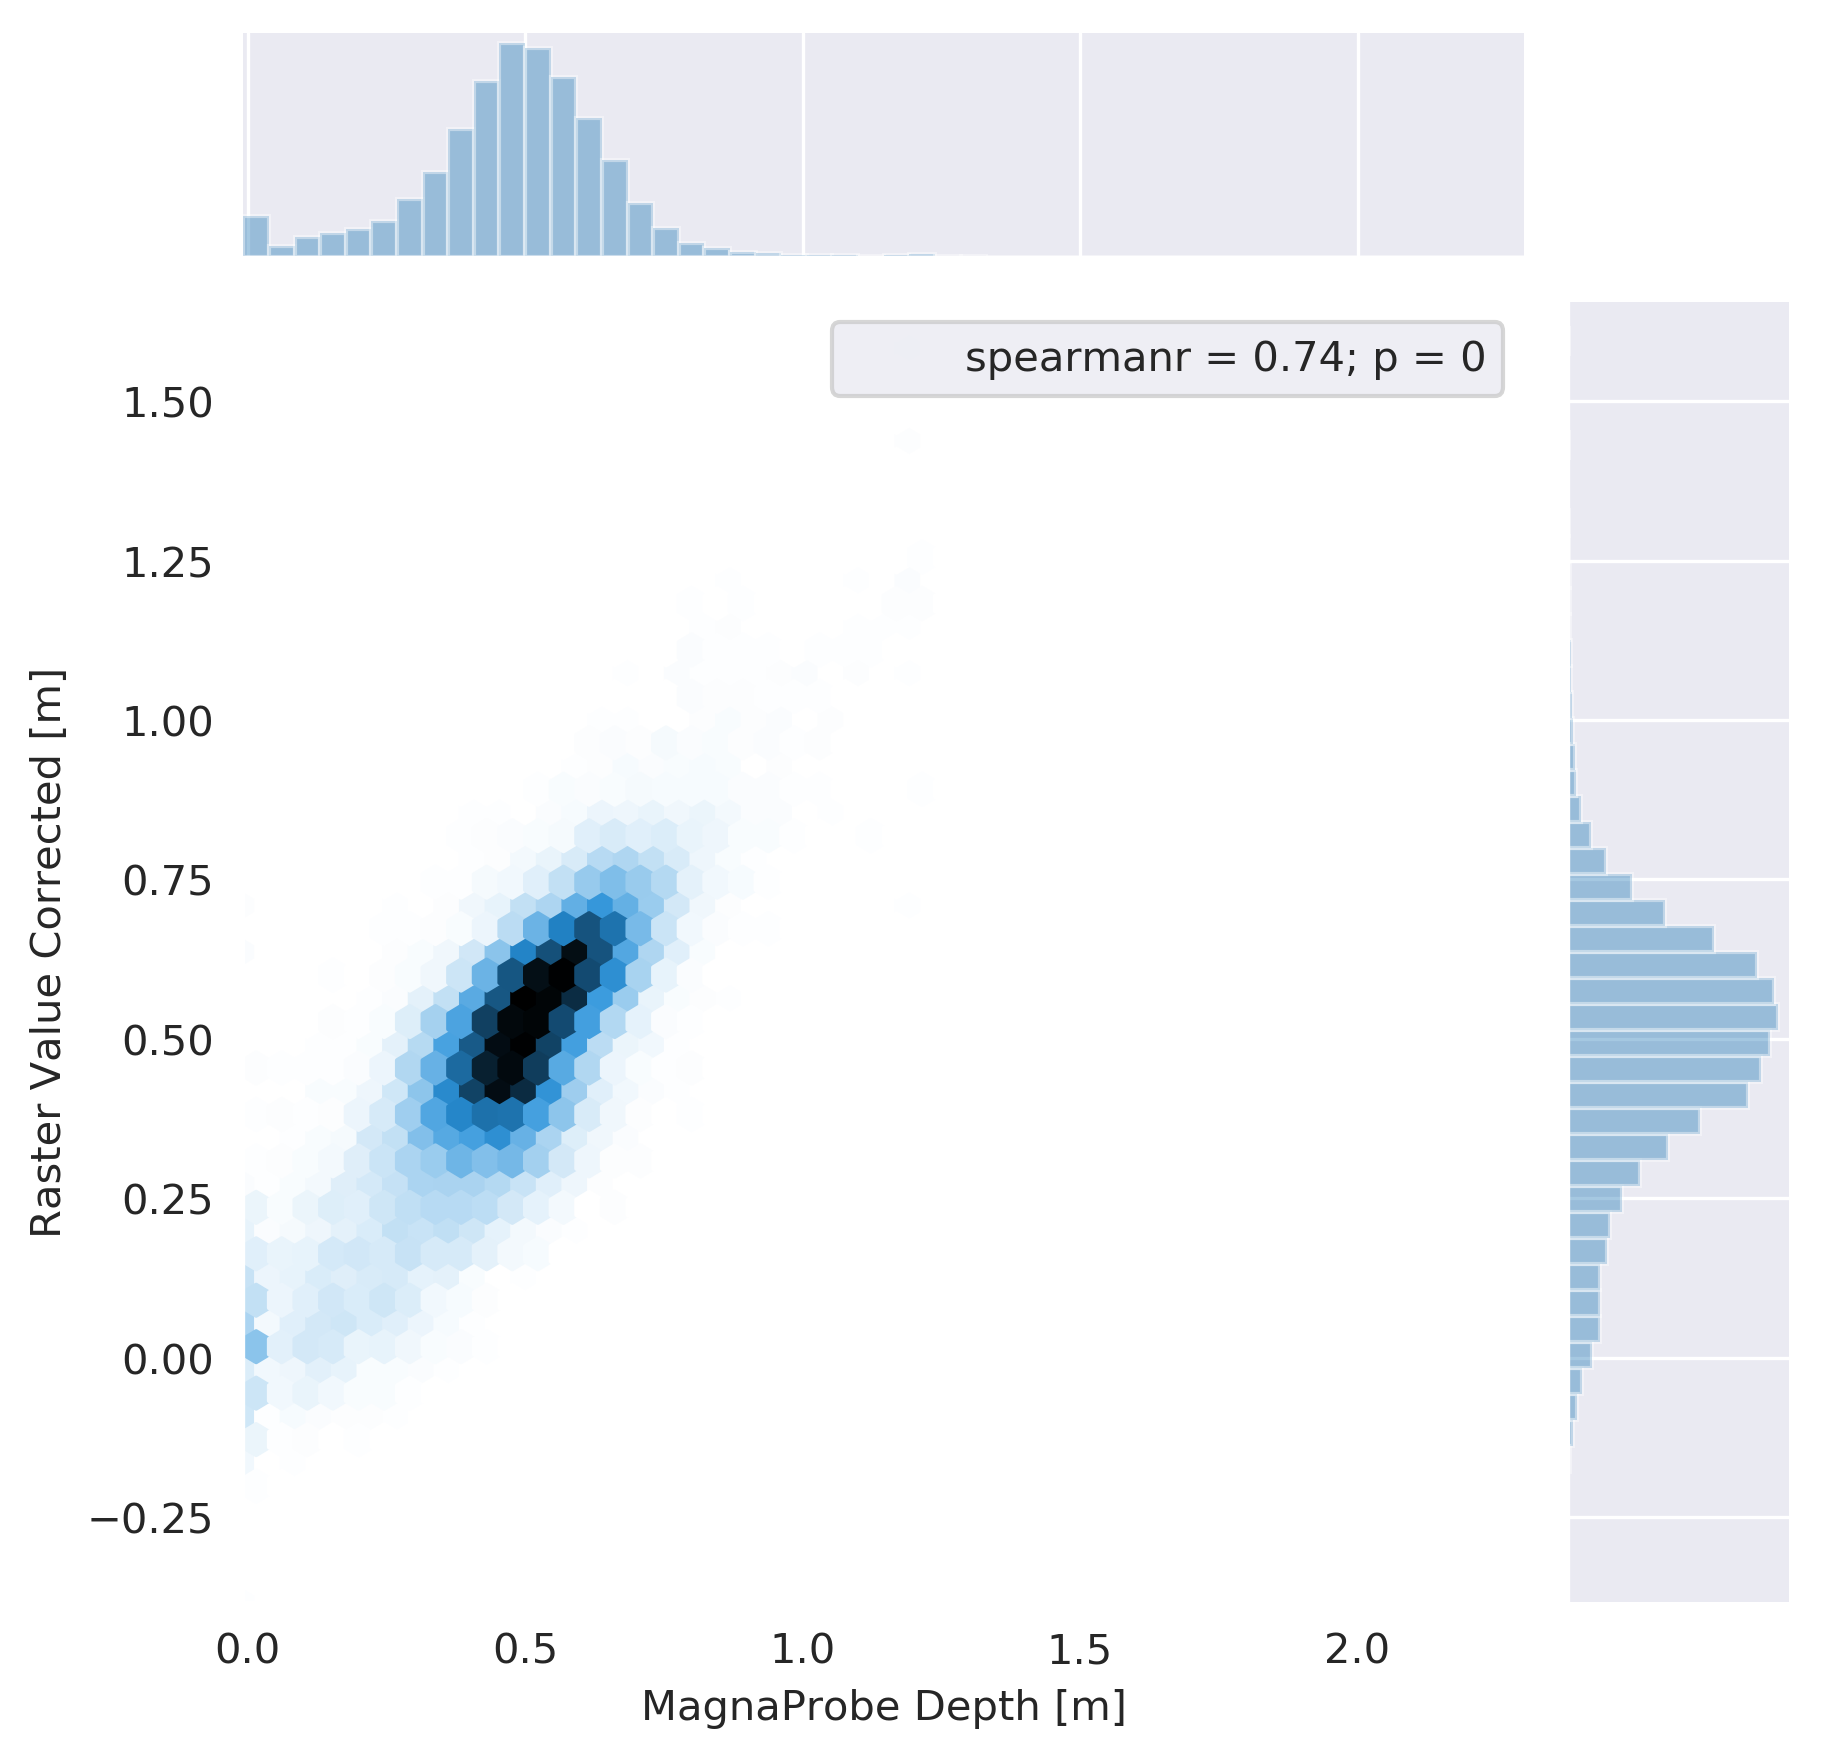 spearmanr = 0.74; p = 0
1.50
1.25
1.00
0.75
0.50
0.25
0.00
−0.25
Raster Value Corrected [m]
0.0 0.5 1.0 1.5 2.0
MagnaProbe Depth [m]